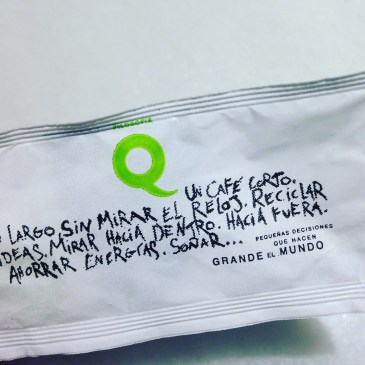 Q
UN CAFÉ CORTO.
LARGO. SIN MIRAR EL RELOJ. RECICLAR
IDEAS. MIRAR HACIA DENTRO. HACIA FUERA.
AHORRAR ENERGÍAS. SOÑAR...
PEQUEÑAS DECISIONES
QUE HACEN
GRANDE EL MUNDO